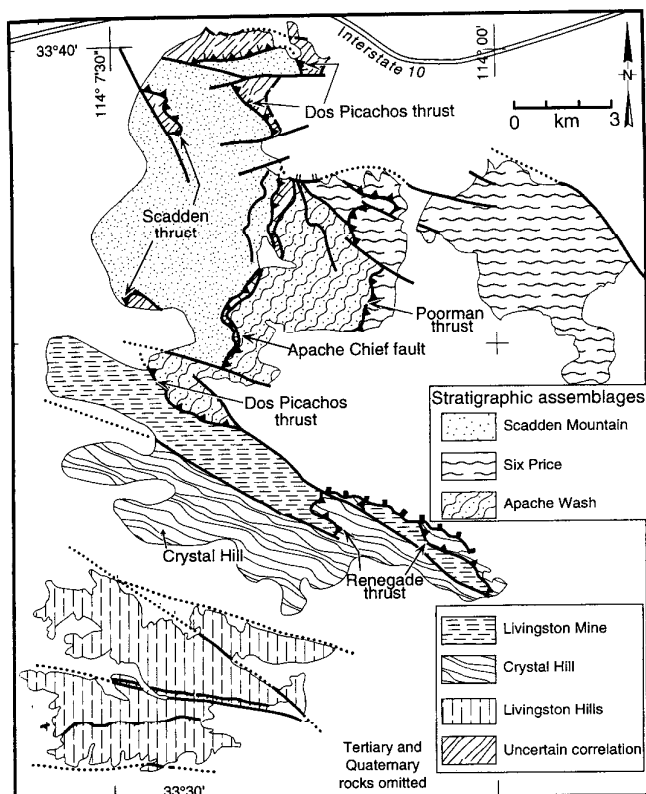 33°40'
114° 7'30"
Interstate 10
114° 00'
N
Dos Picachos thrust
0 3
km
Scadden
thrust
Poorman
thrust
Apache Chief fault
Dos Picachos
thrust
Stratigraphic assemblages
Scadden Mountain
Six Price
Apache Wash
Crystal Hill
Renegade
thrust
Livingston Mine
Crystal Hill
Livingston Hills
Uncertain correlation
Tertiary and
Quaternary
rocks omitted
33°30'